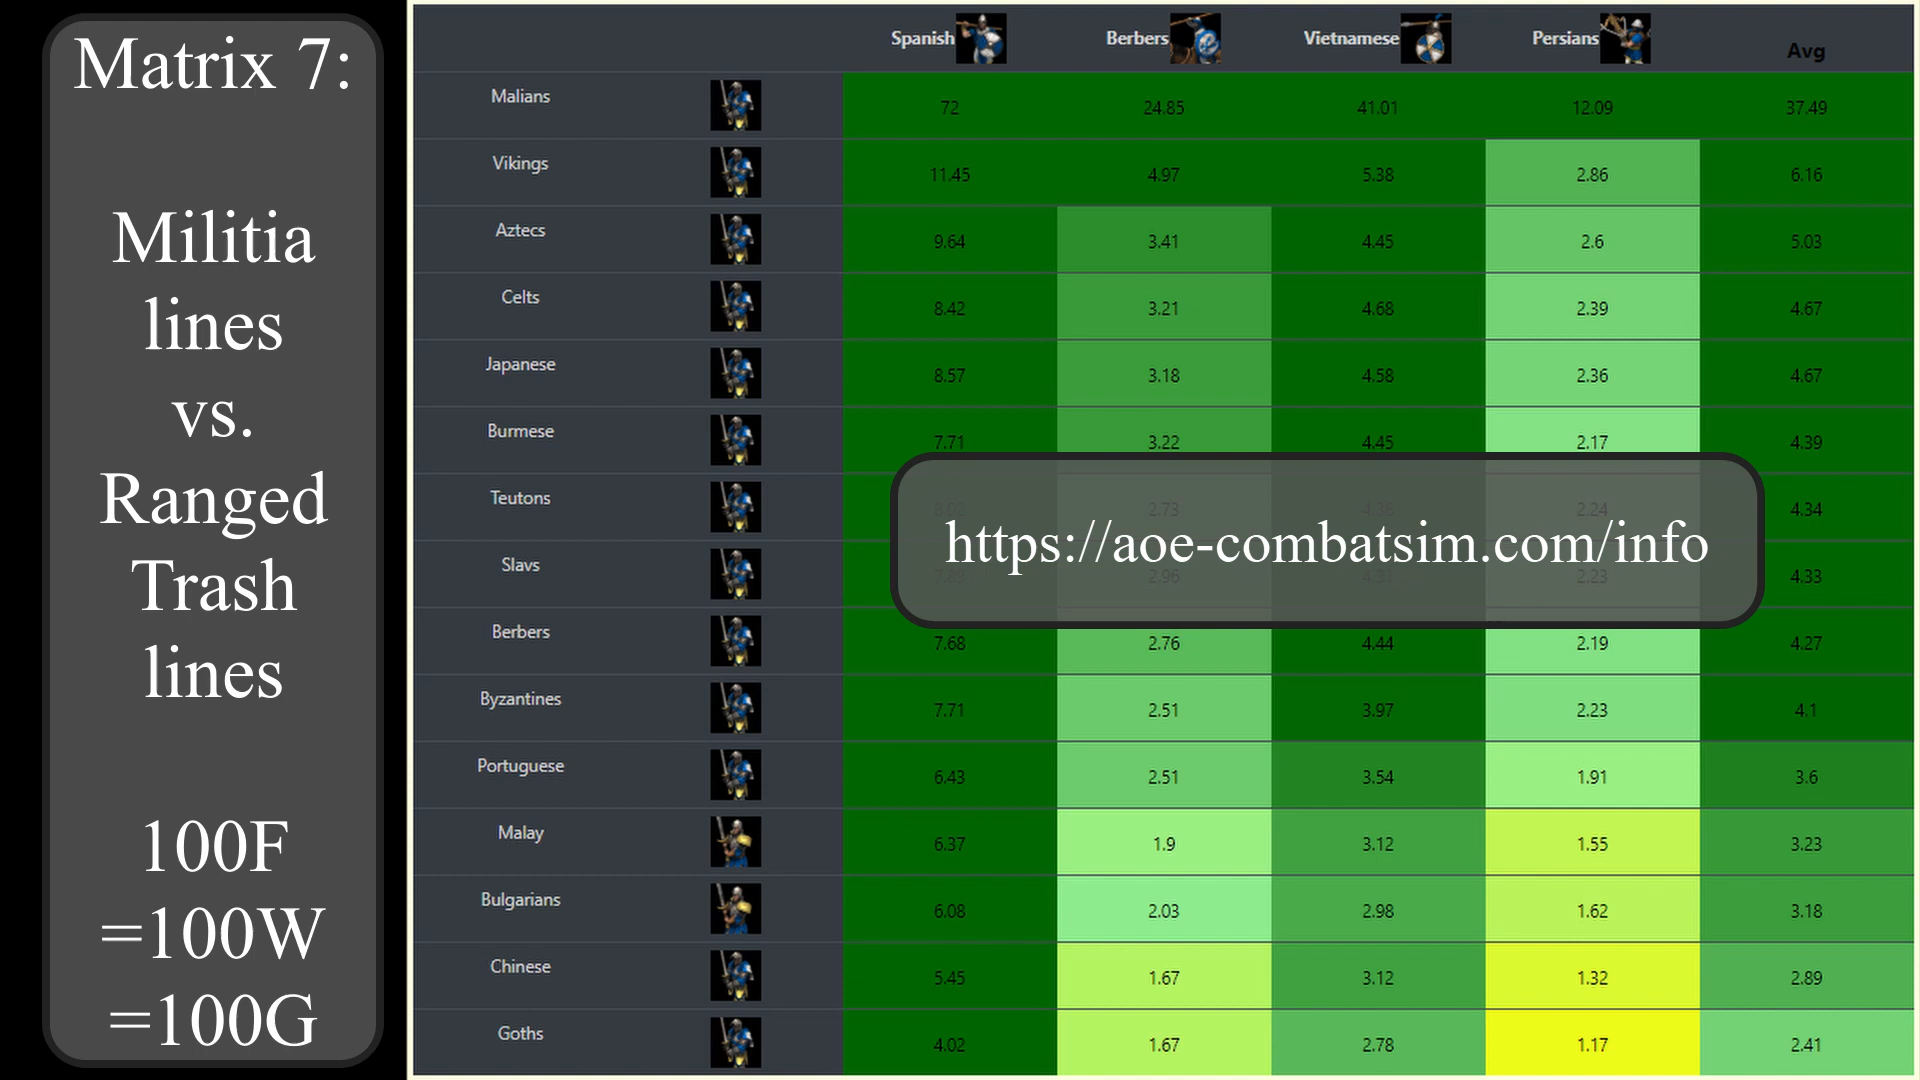 Matrix 7:
Militia
lines
vs.
Ranged
Trash
lines
100F
=100W
=100G
Spanish Berbers Vietnamese Persians Avg
Malians 72 24.85 41.01 12.09 37.49
Vikings 11.45 4.97 5.38 2.86 6.16
Aztecs 9.64 3.41 4.45 2.6 5.03
Celts 8.42 3.21 4.68 2.39 4.67
Japanese 8.57 3.18 4.58 2.36 4.67
Burmese 7.71 3.22 4.45 2.17 4.39
Teutons 2.73 2.24 4.34
Slavs 2.96 2.23 4.33
https://aoe-combatsim.com/info
Berbers 7.68 2.76 4.44 2.19 4.27
Byzantines 7.71 2.51 3.97 2.23 4.1
Portuguese 6.43 2.51 3.54 1.91 3.6
Malay 6.37 1.9 3.12 1.55 3.23
Bulgarians 6.08 2.03 2.98 1.62 3.18
Chinese 5.45 1.67 3.12 1.32 2.89
Goths 4.02 1.67 2.78 1.17 2.41